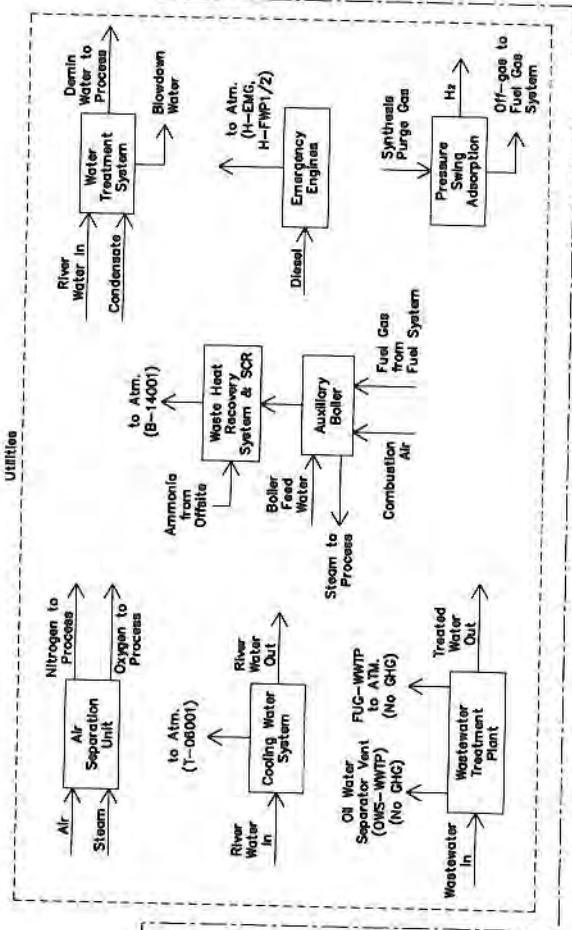 Utilities
Air
Steam
Air
Separation
Unit
Nitrogen to
Process
Oxygen to
Process
River
Water
In
to Atm.
(T-06001)
Cooling Water
System
River
Water
Out
Wastewater
In
Oil Water
Separator Vent
(OWS-WWTP)
(No GHG)
FUG-WWTP
to ATM.
(No GHG)
Wastewater
Treatment
Plant
Treated
Water Out
to Atm.
(B-14001)
Ammonia
from
Offsite
Waste Heat
Recovery
System & SCR
Boiler
Feed
Water
Auxiliary
Boiler
Steam to
Process
Combustion
Air
Fuel Gas
from
Fuel System
River
Water In
Condensate
Water
Treatment
System
Demin
Water to
Process
Blowdown
Water
to Atm.
(H-EMG,
H-FWP1/2)
Diesel
Emergency
Engines
Synthesis
Purge Gas
Pressure
Swing
Adsorption
H2
Off-gas to
Fuel Gas
System